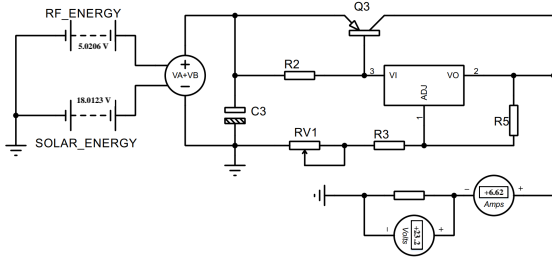 RF_ENERGY
5.0206 V
Q3
VA+VB
R2
3
VI
VO
2
ADJ
1
18.0123 V
SOLAR_ENERGY
C3
RV1
R3
R5
+6.62
Amps
+23.2
Volts